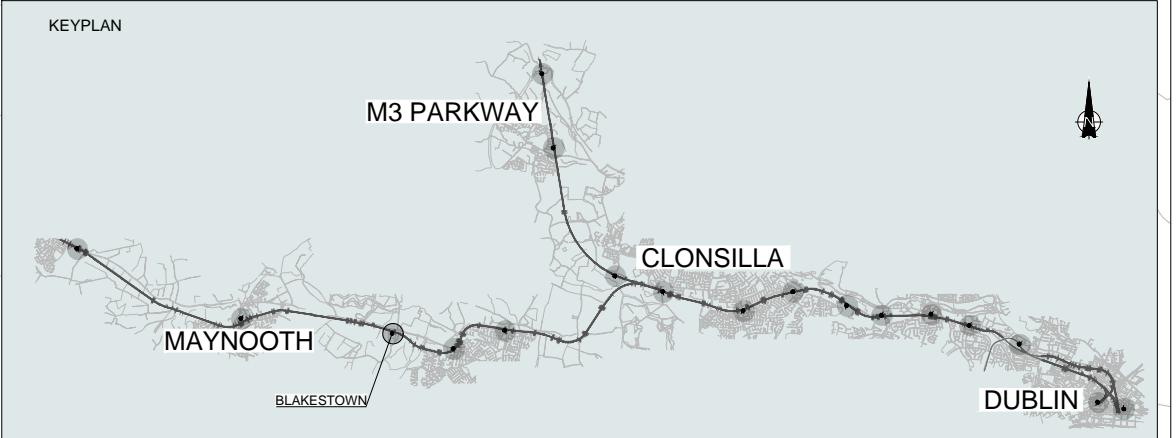 KEYPLAN
M3 PARKWAY
N
CLONSILLA
MAYNOOTH
BLAKESTOWN
DUBLIN